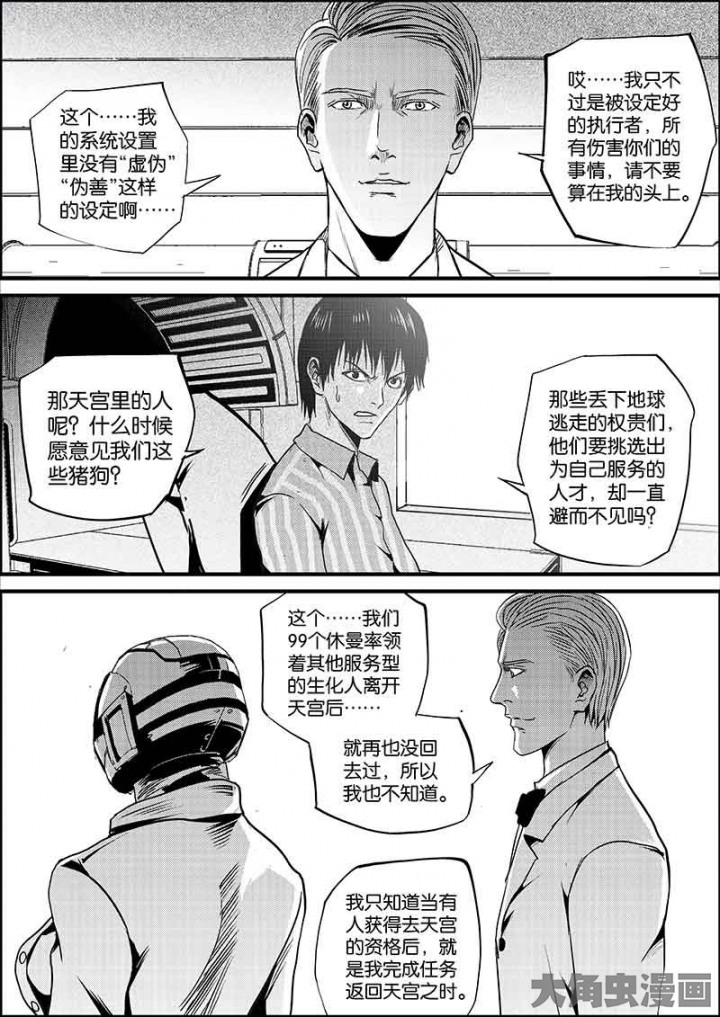 这个……我
的系统设置
里没有“虚伪”
“伪善”这样
的设定啊……
哎……我只不
过是被设定好
的执行者，所
有伤害你们的
事情，请不要
算在我的头上。
那天宫里的人
呢？什么时候
愿意见我们这
些猪狗？
那些丢下地球
逃走的权贵们，
他们要挑选出
为自己服务的
人才，却一直
避而不见吗？
这个……我们
99个休曼率领
着其他服务型
的生化人离开
天宫后……
就再也没回
去过，所以
我也不知道。
我只知道当有
人获得去天宫
的资格后，就
是我完成任务
返回天宫之时。
大角虫漫画